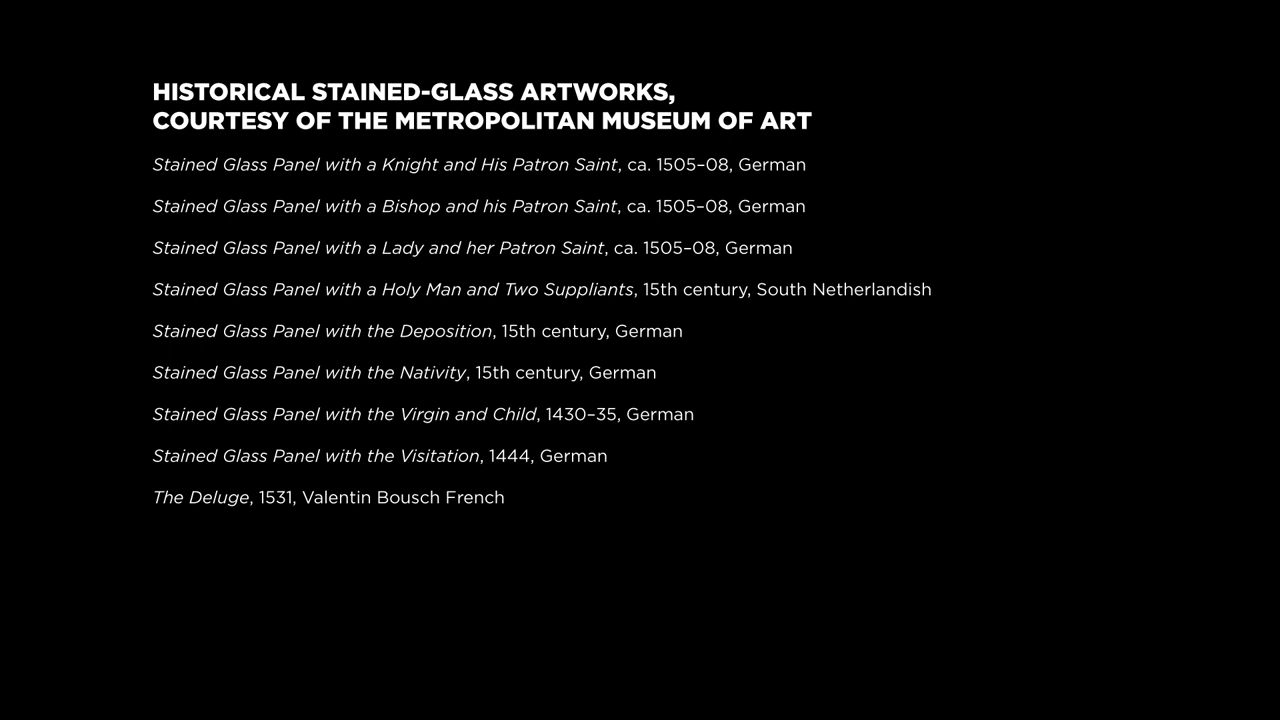 HISTORICAL STAINED-GLASS ARTWORKS,
COURTESY OF THE METROPOLITAN MUSEUM OF ART
Stained Glass Panel with a Knight and His Patron Saint, ca. 1505–08, German
Stained Glass Panel with a Bishop and his Patron Saint, ca. 1505–08, German
Stained Glass Panel with a Lady and her Patron Saint, ca. 1505–08, German
Stained Glass Panel with a Holy Man and Two Suppliants, 15th century, South Netherlandish
Stained Glass Panel with the Deposition, 15th century, German
Stained Glass Panel with the Nativity, 15th century, German
Stained Glass Panel with the Virgin and Child, 1430–35, German
Stained Glass Panel with the Visitation, 1444, German
The Deluge, 1531, Valentin Bousch French